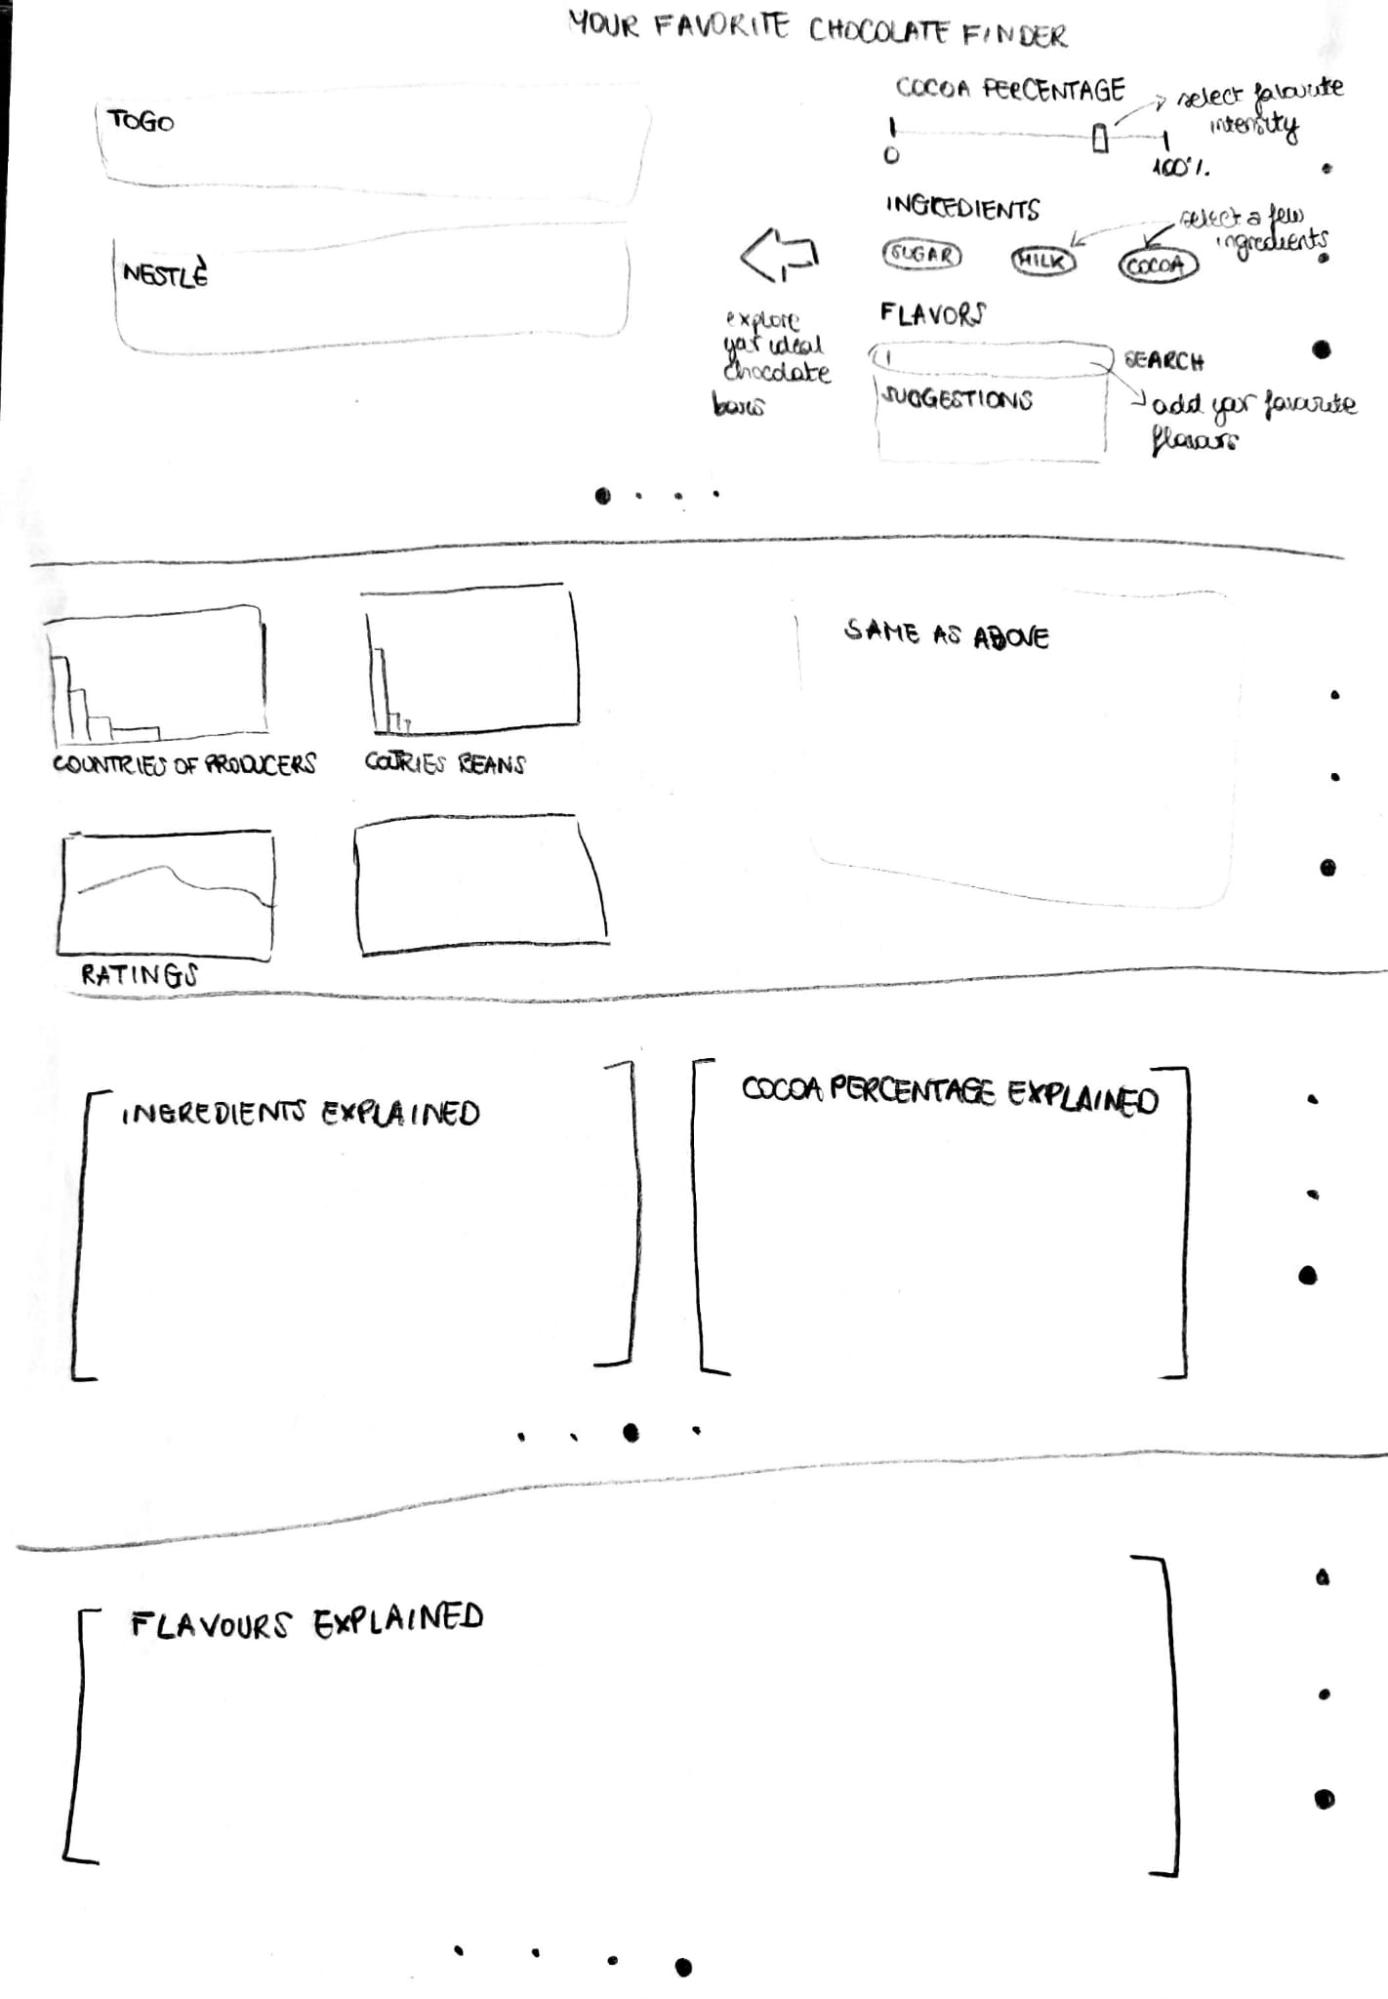 YOUR FAVORITE CHOCOLATE FINDER
TOGO
NESTLÈ
COCOA PERCENTAGE
select favourite
intensity
0
100%
INGREDIENTS
select a few
ingredients
SUGAR
MILK
COCOA
explore
your ideal
chocolate
bars
FLAVORS
SEARCH
SUGGESTIONS
add your favourite
flavours
COUNTRIES OF PRODUCERS
COUTRIES BEANS
SAME AS ABOVE
RATINGS
INGREDIENTS EXPLAINED
COCOA PERCENTAGE EXPLAINED
FLAVOURS EXPLAINED